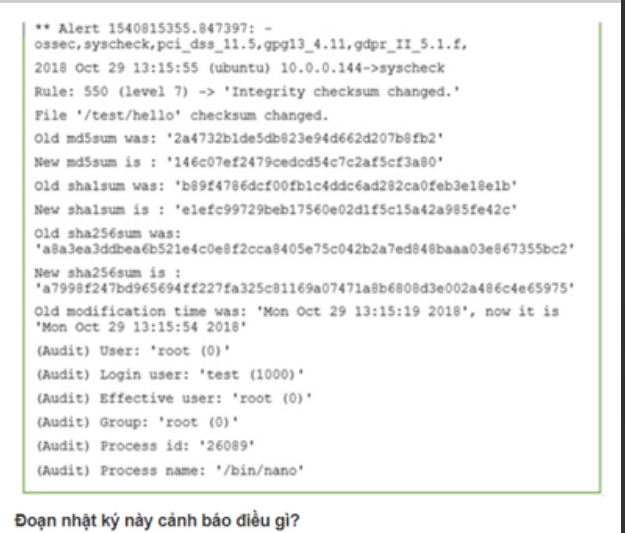 ** Alert 1540815355.847397: -
ossec,syscheck,pci_dss_11.5,gpg13_4.11,gdpr_II_5.1.f,
2018 Oct 29 13:15:55 (ubuntu) 10.0.0.144->syscheck
Rule: 550 (level 7) -> 'Integrity checksum changed.'
File '/test/hello' checksum changed.
Old md5sum was: '2a4732b1de5db823e94d662d207b8fb2'
New md5sum is : '146c07ef2479cedcd54c7c2af5cf3a80'
Old sha1sum was: 'b89f4786dcf00fb1c4ddc6ad282ca0feb3e18e1b'
New sha1sum is : 'e1efc99729beb17560e02d1f5c15a42a985fe42c'
Old sha256sum was:
'a8a3ea3ddbea6b521e4c0e8f2cca8405e75c042b2a7ed848baaa03e867355bc2'
New sha256sum is :
'a7998f247bd965694ff227fa325c81169a07471a8b6808d3e002a486c4e65975'
Old modification time was: 'Mon Oct 29 13:15:19 2018', now it is
'Mon Oct 29 13:15:54 2018'
(Audit) User: 'root (0)'
(Audit) Login user: 'test (1000)'
(Audit) Effective user: 'root (0)'
(Audit) Group: 'root (0)'
(Audit) Process id: '26089'
(Audit) Process name: '/bin/nano'
Đoạn nhật ký này cảnh báo điều gì?